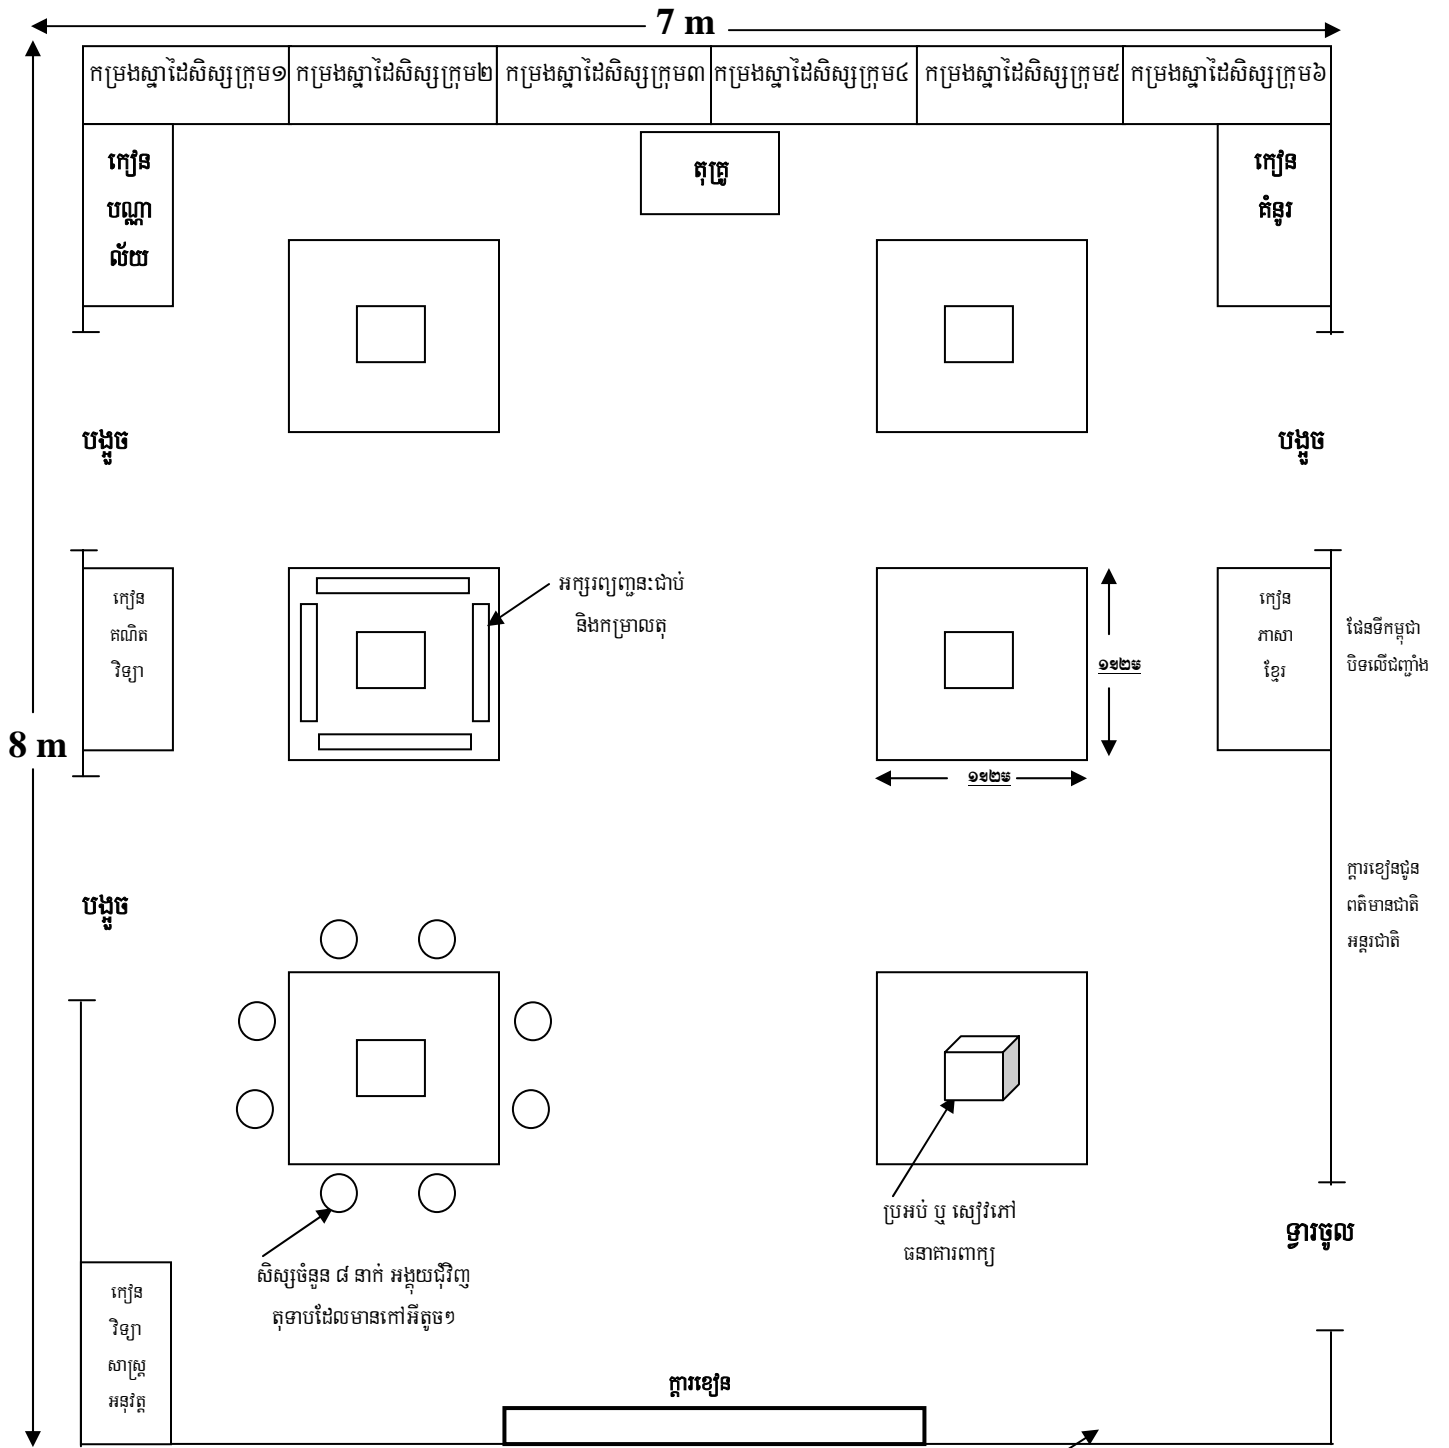 7 m
កម្រងស្នាដៃសិស្សក្រុម១ កម្រងស្នាដៃសិស្សក្រុម២ កម្រងស្នាដៃសិស្សក្រុម៣ កម្រងស្នាដៃសិស្សក្រុម៤ កម្រងស្នាដៃសិស្សក្រុម៥ កម្រងស្នាដៃសិស្សក្រុម៦
កៀន
បណ្ណា
ល័យ
តុគ្រូ
កៀន
គំនូរ
បង្អួច
បង្អួច
កៀន
គណិត
វិទ្យា
អក្សរព្យញ្ជនៈជាប់
និងកម្រាលតុ
១ឧ២ម
១ឧ២ម
កៀន
ភាសា
ខ្មែរ
ផែនទីកម្ពុជា
បិទលើជញ្ជាំង
8 m
បង្អួច
ក្តារខៀនជូន
ពត៌មានជាតិ
អន្តរជាតិ
ប្រអប់ ឬ សៀវភៅ
ធនាគារពាក្យ
ទ្វារចូល
សិស្សចំនួន ៨ នាក់ អង្គុយជុំវិញ
តុទាបដែលមានកៅអីតូចៗ
កៀន
វិទ្យា
សាស្ត្រ
អនុវត្ត
ក្តារខៀន